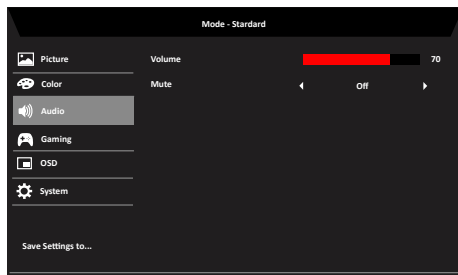 Mode - Stardard
Picture
Volume
70
Color
Mute
Off
Audio
Gaming
OSD
System
Save Settings to...